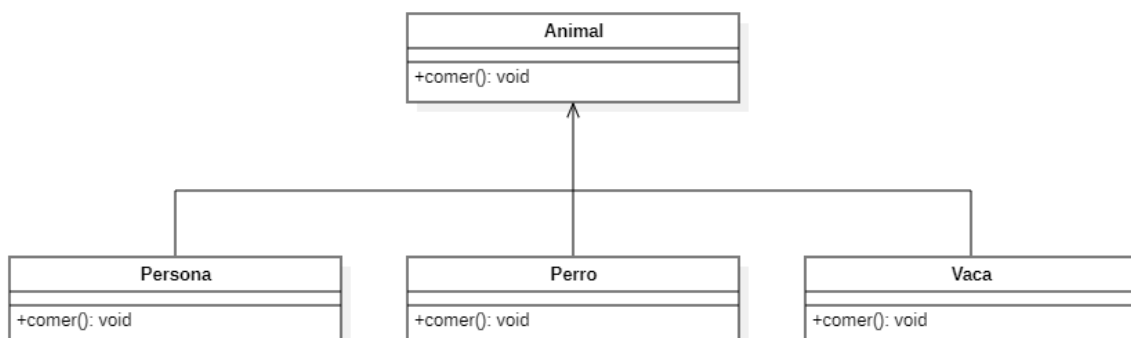 Animal
+comer(): void
Persona
Perro
Vaca
+comer(): void
+comer(): void
+comer(): void